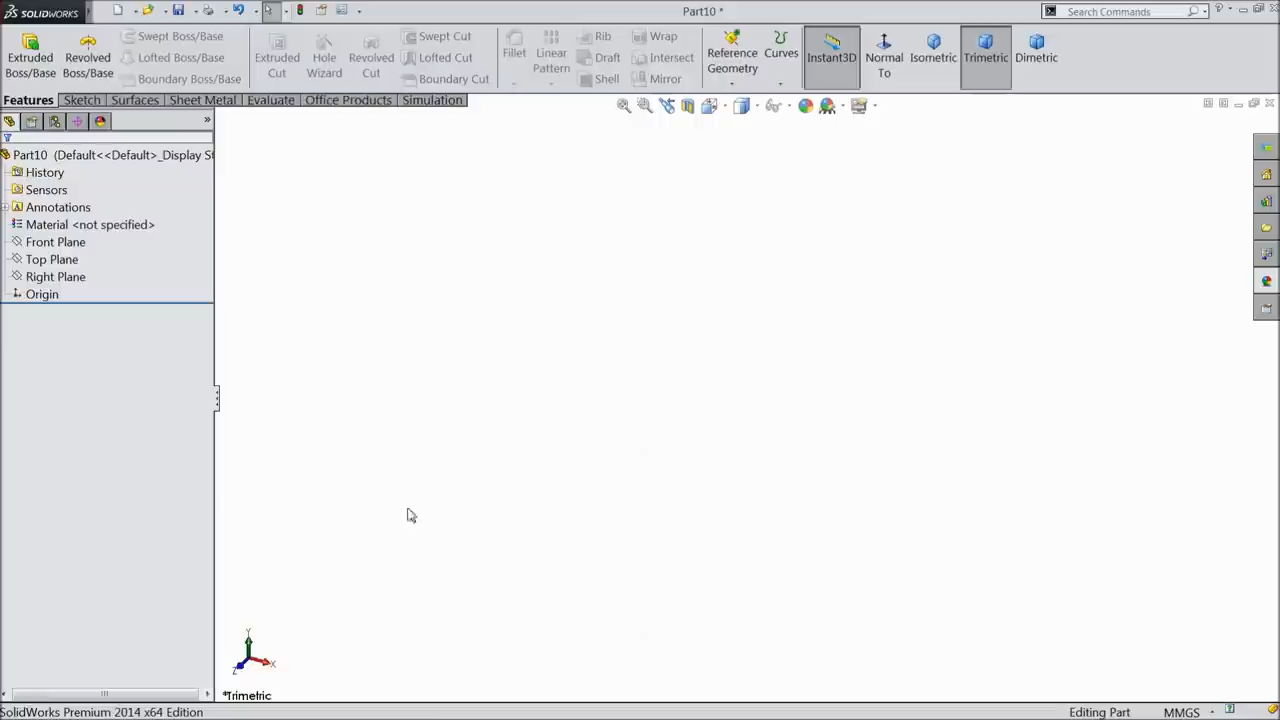 SOLIDWORKS
Part10 *
Search Commands
Extruded Boss/Base
Revolved Boss/Base
Swept Boss/Base
Lofted Boss/Base
Boundary Boss/Base
Extruded Cut
Hole Wizard
Revolved Cut
Swept Cut
Lofted Cut
Boundary Cut
Fillet
Linear Pattern
Rib
Draft
Shell
Wrap
Intersect
Mirror
Reference Geometry
Curves
Instant3D
Normal To
Isometric
Trimetric
Dimetric
Features Sketch Surfaces Sheet Metal Evaluate Office Products Simulation
Part10 (Default<<Default>_Display St
History
Sensors
Annotations
Material <not specified>
Front Plane
Top Plane
Right Plane
Origin
Y
X
Z
*Trimetric
SolidWorks Premium 2014 x64 Edition
Editing Part
MMGS